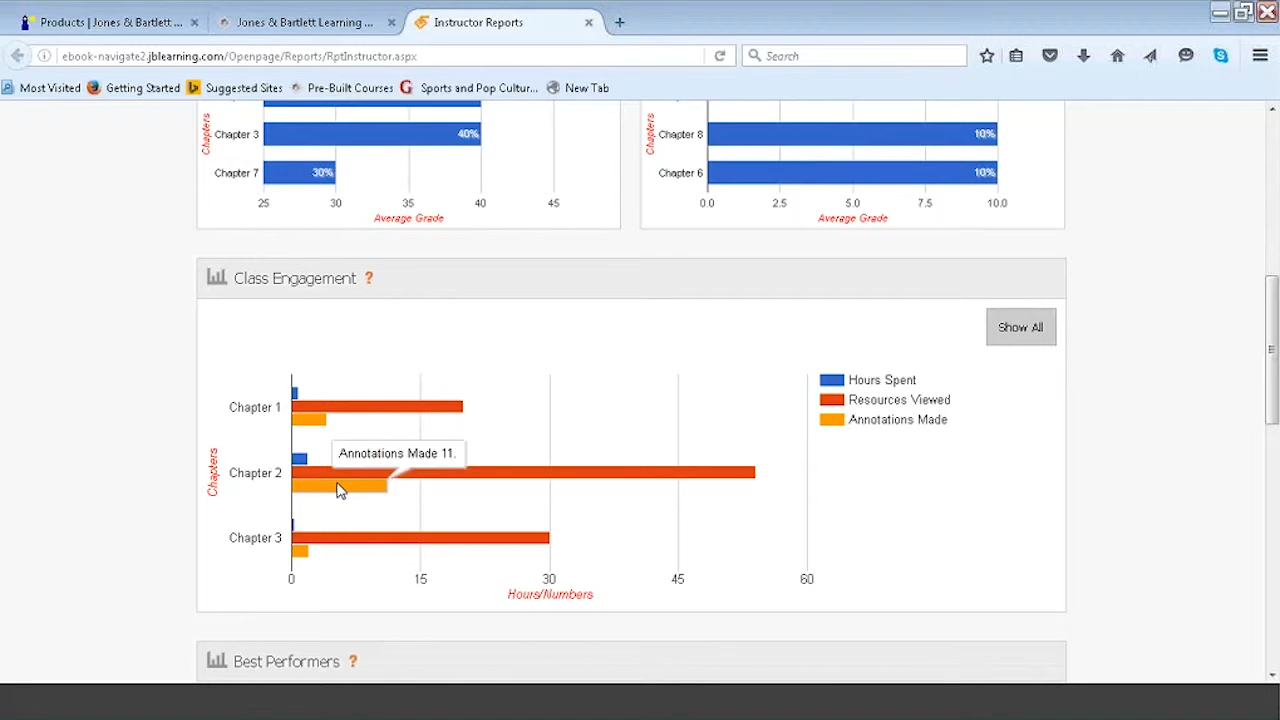 Products | Jones & Bartlett ...
Jones & Bartlett Learning ...
Instructor Reports
ebook-navigate2.jblearning.com/Openpage/Reports/RptInstructor.aspx
Search
Most Visited
Getting Started
Suggested Sites
Pre-Built Courses
Sports and Pop Cultur...
New Tab
Chapters
Chapter 3
40%
Chapter 7
30%
25 30 35 40 45
Average Grade
Chapters
Chapter 8
10%
Chapter 6
10%
0.0 2.5 5.0 7.5 10.0
Average Grade
Class Engagement ?
Show All
Hours Spent
Resources Viewed
Annotations Made
Chapters
Chapter 1
Annotations Made 11.
Chapter 2
Chapter 3
0 15 30 45 60
Hours/Numbers
Best Performers ?